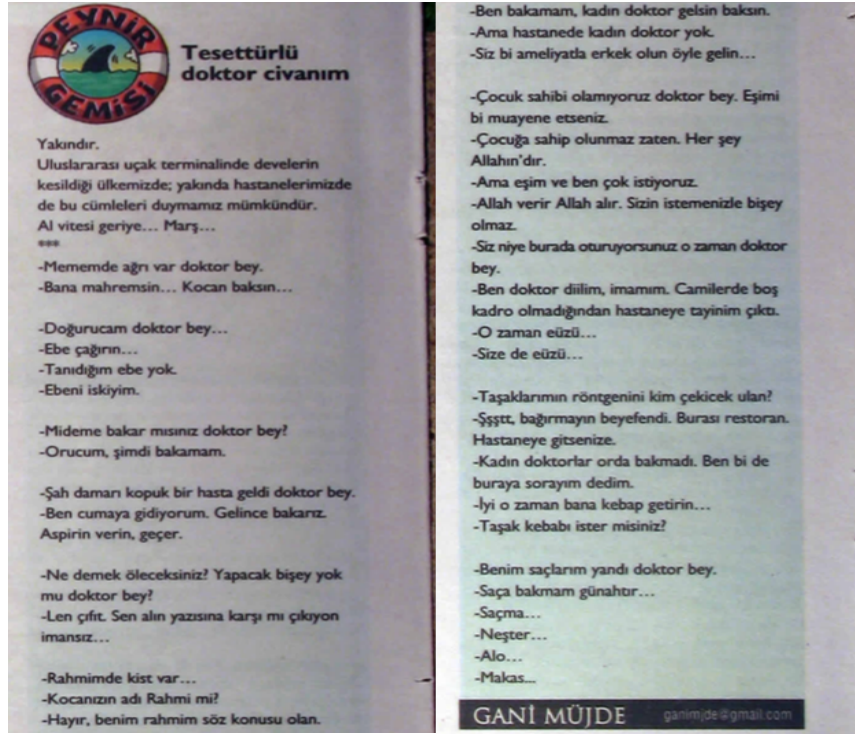 PEYNİR
GEMİSİ
Tesettürlü
doktor civanım
Yakındır.
Uluslararası uçak terminalinde develerin
kesildiği ülkemizde; yakında hastanelerimizde
de bu cümleleri duymamız mümkündür.
Al vitesi geriye... Marş...
***
-Mememde ağrı var doktor bey.
-Bana mahremsin... Kocan baksın...
-Doğurucam doktor bey...
-Ebe çağırın...
-Tanıdığım ebe yok.
-Ebeni iskiyim.
-Mideme bakar mısınız doktor bey?
-Orucum, şimdi bakamam.
-Şah damarı kopuk bir hasta geldi doktor bey.
-Ben cumaya gidiyorum. Gelince bakarız.
Aspirin verin, geçer.
-Ne demek öleceksiniz? Yapacak bişey yok
mu doktor bey?
-Len çıfıt. Sen alın yazısına karşı mı çıkıyon
imansız...
-Rahmimde kist var...
-Kocanızın adı Rahmi mi?
-Hayır, benim rahmim söz konusu olan.
-Ben bakamam, kadın doktor gelsin baksın.
-Ama hastanede kadın doktor yok.
-Siz bi ameliyatla erkek olun öyle gelin...
-Çocuk sahibi olamıyoruz doktor bey. Eşimi
bi muayene etseniz.
-Çocuğa sahip olunmaz zaten. Her şey
Allahın'dır.
-Ama eşim ve ben çok istiyoruz.
-Allah verir Allah alır. Sizin istemenizle bişey
olmaz.
-Siz niye burada oturuyorsunuz o zaman doktor
bey.
-Ben doktor diilim, imamım. Camilerde boş
kadro olmadığından hastaneye tayinim çıktı.
-O zaman eüzü...
-Size de eüzü...
-Taşaklarımın röntgenini kim çekicek ulan?
-Şşştt, bağırmayın beyefendi. Burası restoran.
Hastaneye gitsenize.
-Kadın doktorlar orda bakmadı. Ben bi de
buraya sorayım dedim.
-İyi o zaman bana kebap getirin...
-Taşak kebabı ister misiniz?
-Benim saçlarım yandı doktor bey.
-Saça bakmam günahtır...
-Saçma...
-Neşter...
-Alo...
-Makas...
GANİ MÜJDE ganimjde@gmail.com